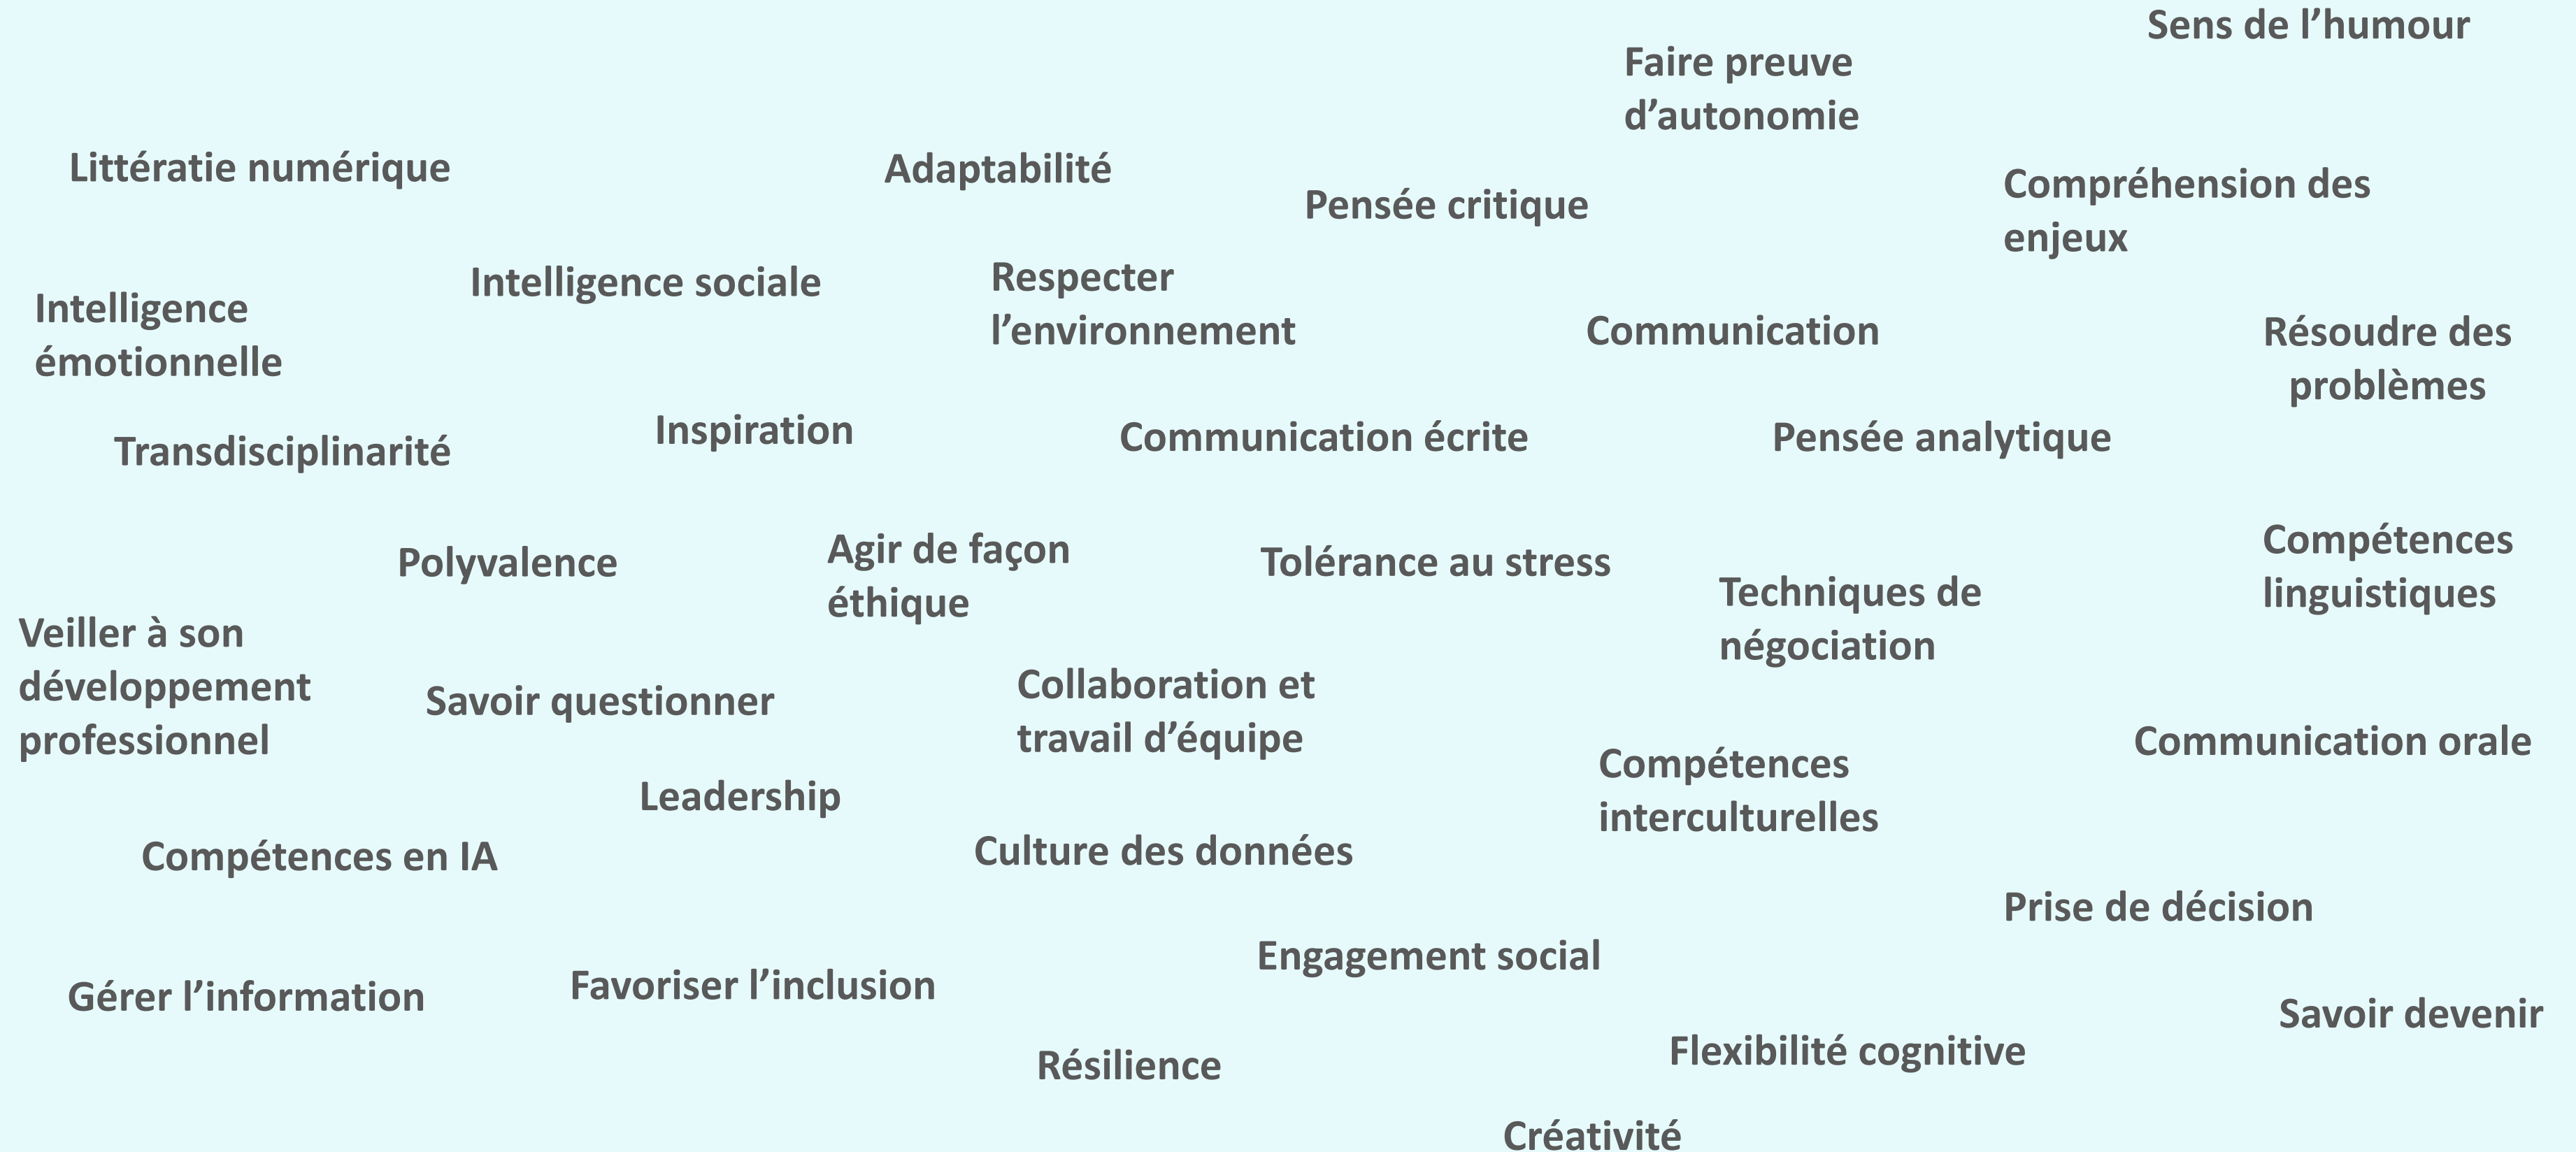 Sens de l’humour
Faire preuve
d’autonomie
Littératie numérique
Adaptabilité
Pensée critique
Compréhension des
enjeux
Intelligence
émotionnelle
Intelligence sociale
Respecter
l’environnement
Communication
Résoudre des
problèmes
Transdisciplinarité
Inspiration
Communication écrite
Pensée analytique
Polyvalence
Agir de façon
éthique
Tolérance au stress
Techniques de
négociation
Compétences
linguistiques
Veiller à son
développement
professionnel
Savoir questionner
Collaboration et
travail d’équipe
Compétences
interculturelles
Communication orale
Leadership
Compétences en IA
Culture des données
Prise de décision
Engagement social
Gérer l’information
Favoriser l’inclusion
Savoir devenir
Résilience
Flexibilité cognitive
Créativité